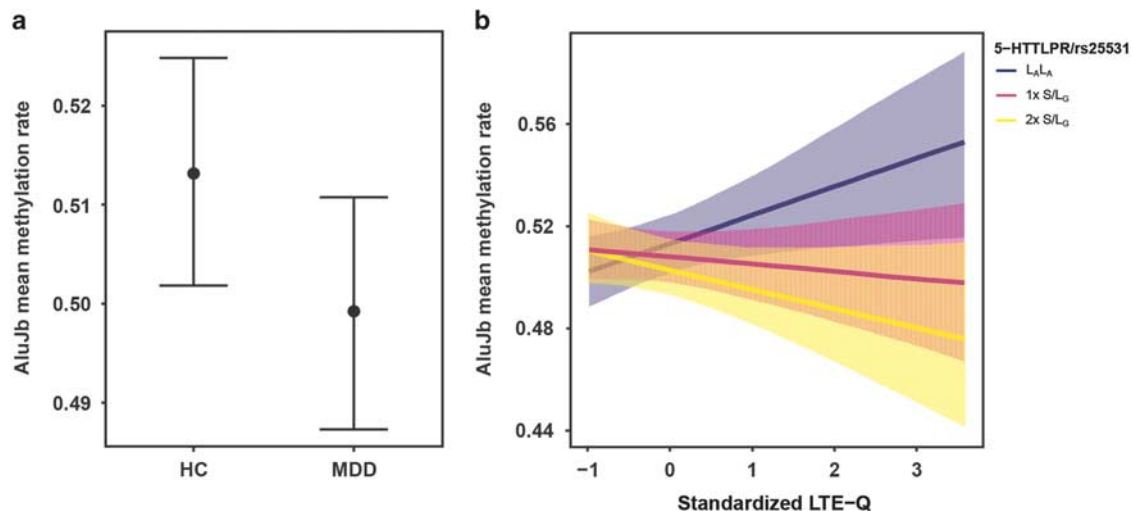 a
AluJb mean methylation rate
0.52
0.51
0.50
0.49
HC MDD
b
AluJb mean methylation rate
0.56
0.52
0.48
0.44
−1 0 1 2 3
Standardized LTE−Q
5-HTTLPR/rs25531
LALA
1x S/LG
2x S/LG